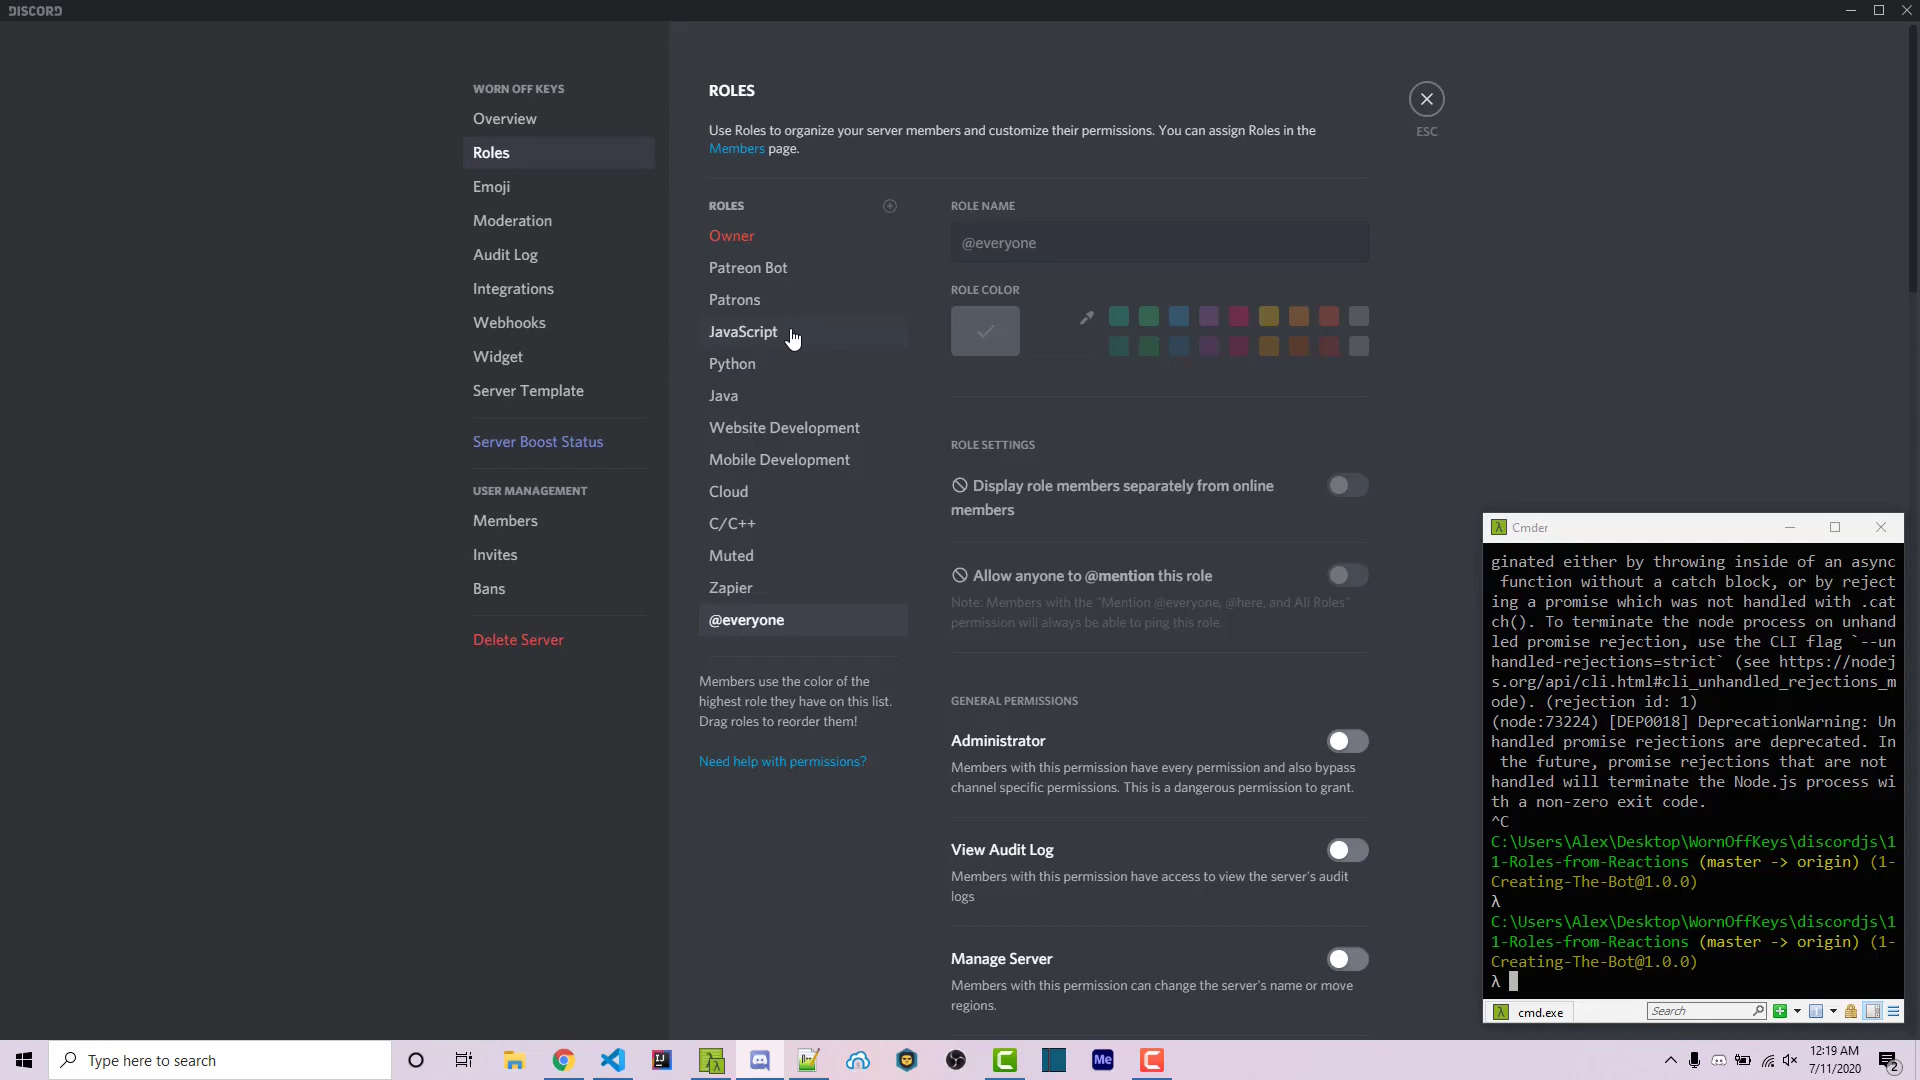 DISCORD
WORN OFF KEYS
Overview
Roles
Emoji
Moderation
Audit Log
Integrations
Webhooks
Widget
Server Template
Server Boost Status
USER MANAGEMENT
Members
Invites
Bans
Delete Server
ROLES
Use Roles to organize your server members and customize their permissions. You can assign Roles in the
Members page.
ESC
ROLES
Owner
Patreon Bot
Patrons
JavaScript
Python
Java
Website Development
Mobile Development
Cloud
C/C++
Muted
Zapier
@everyone
Members use the color of the
highest role they have on this list.
Drag roles to reorder them!
Need help with permissions?
ROLE NAME
@everyone
ROLE COLOR
ROLE SETTINGS
Display role members separately from online
members
Allow anyone to @mention this role
Note: Members with the "Mention @everyone, @here, and All Roles"
permission will always be able to ping this role.
GENERAL PERMISSIONS
Administrator
Members with this permission have every permission and also bypass
channel specific permissions. This is a dangerous permission to grant.
View Audit Log
Members with this permission have access to view the server's audit
logs
Manage Server
Members with this permission can change the server's name or move
regions.
λ Cmder
ginated either by throwing inside of an async
function without a catch block, or by reject
ing a promise which was not handled with .cat
ch(). To terminate the node process on unhand
led promise rejection, use the CLI flag `--un
handled-rejections=strict` (see https://nodej
s.org/api/cli.html#cli_unhandled_rejections_m
ode). (rejection id: 1)
(node:73224) [DEP0018] DeprecationWarning: Un
handled promise rejections are deprecated. In
the future, promise rejections that are not
handled will terminate the Node.js process wi
th a non-zero exit code.
^C
C:\Users\Alex\Desktop\WornOffKeys\discordjs\1
1-Roles-from-Reactions (master -> origin) (1-
Creating-The-Bot@1.0.0)
λ
C:\Users\Alex\Desktop\WornOffKeys\discordjs\1
1-Roles-from-Reactions (master -> origin) (1-
Creating-The-Bot@1.0.0)
λ
λ cmd.exe
Search
Type here to search
IJ
Me
12:19 AM
7/11/2020
2